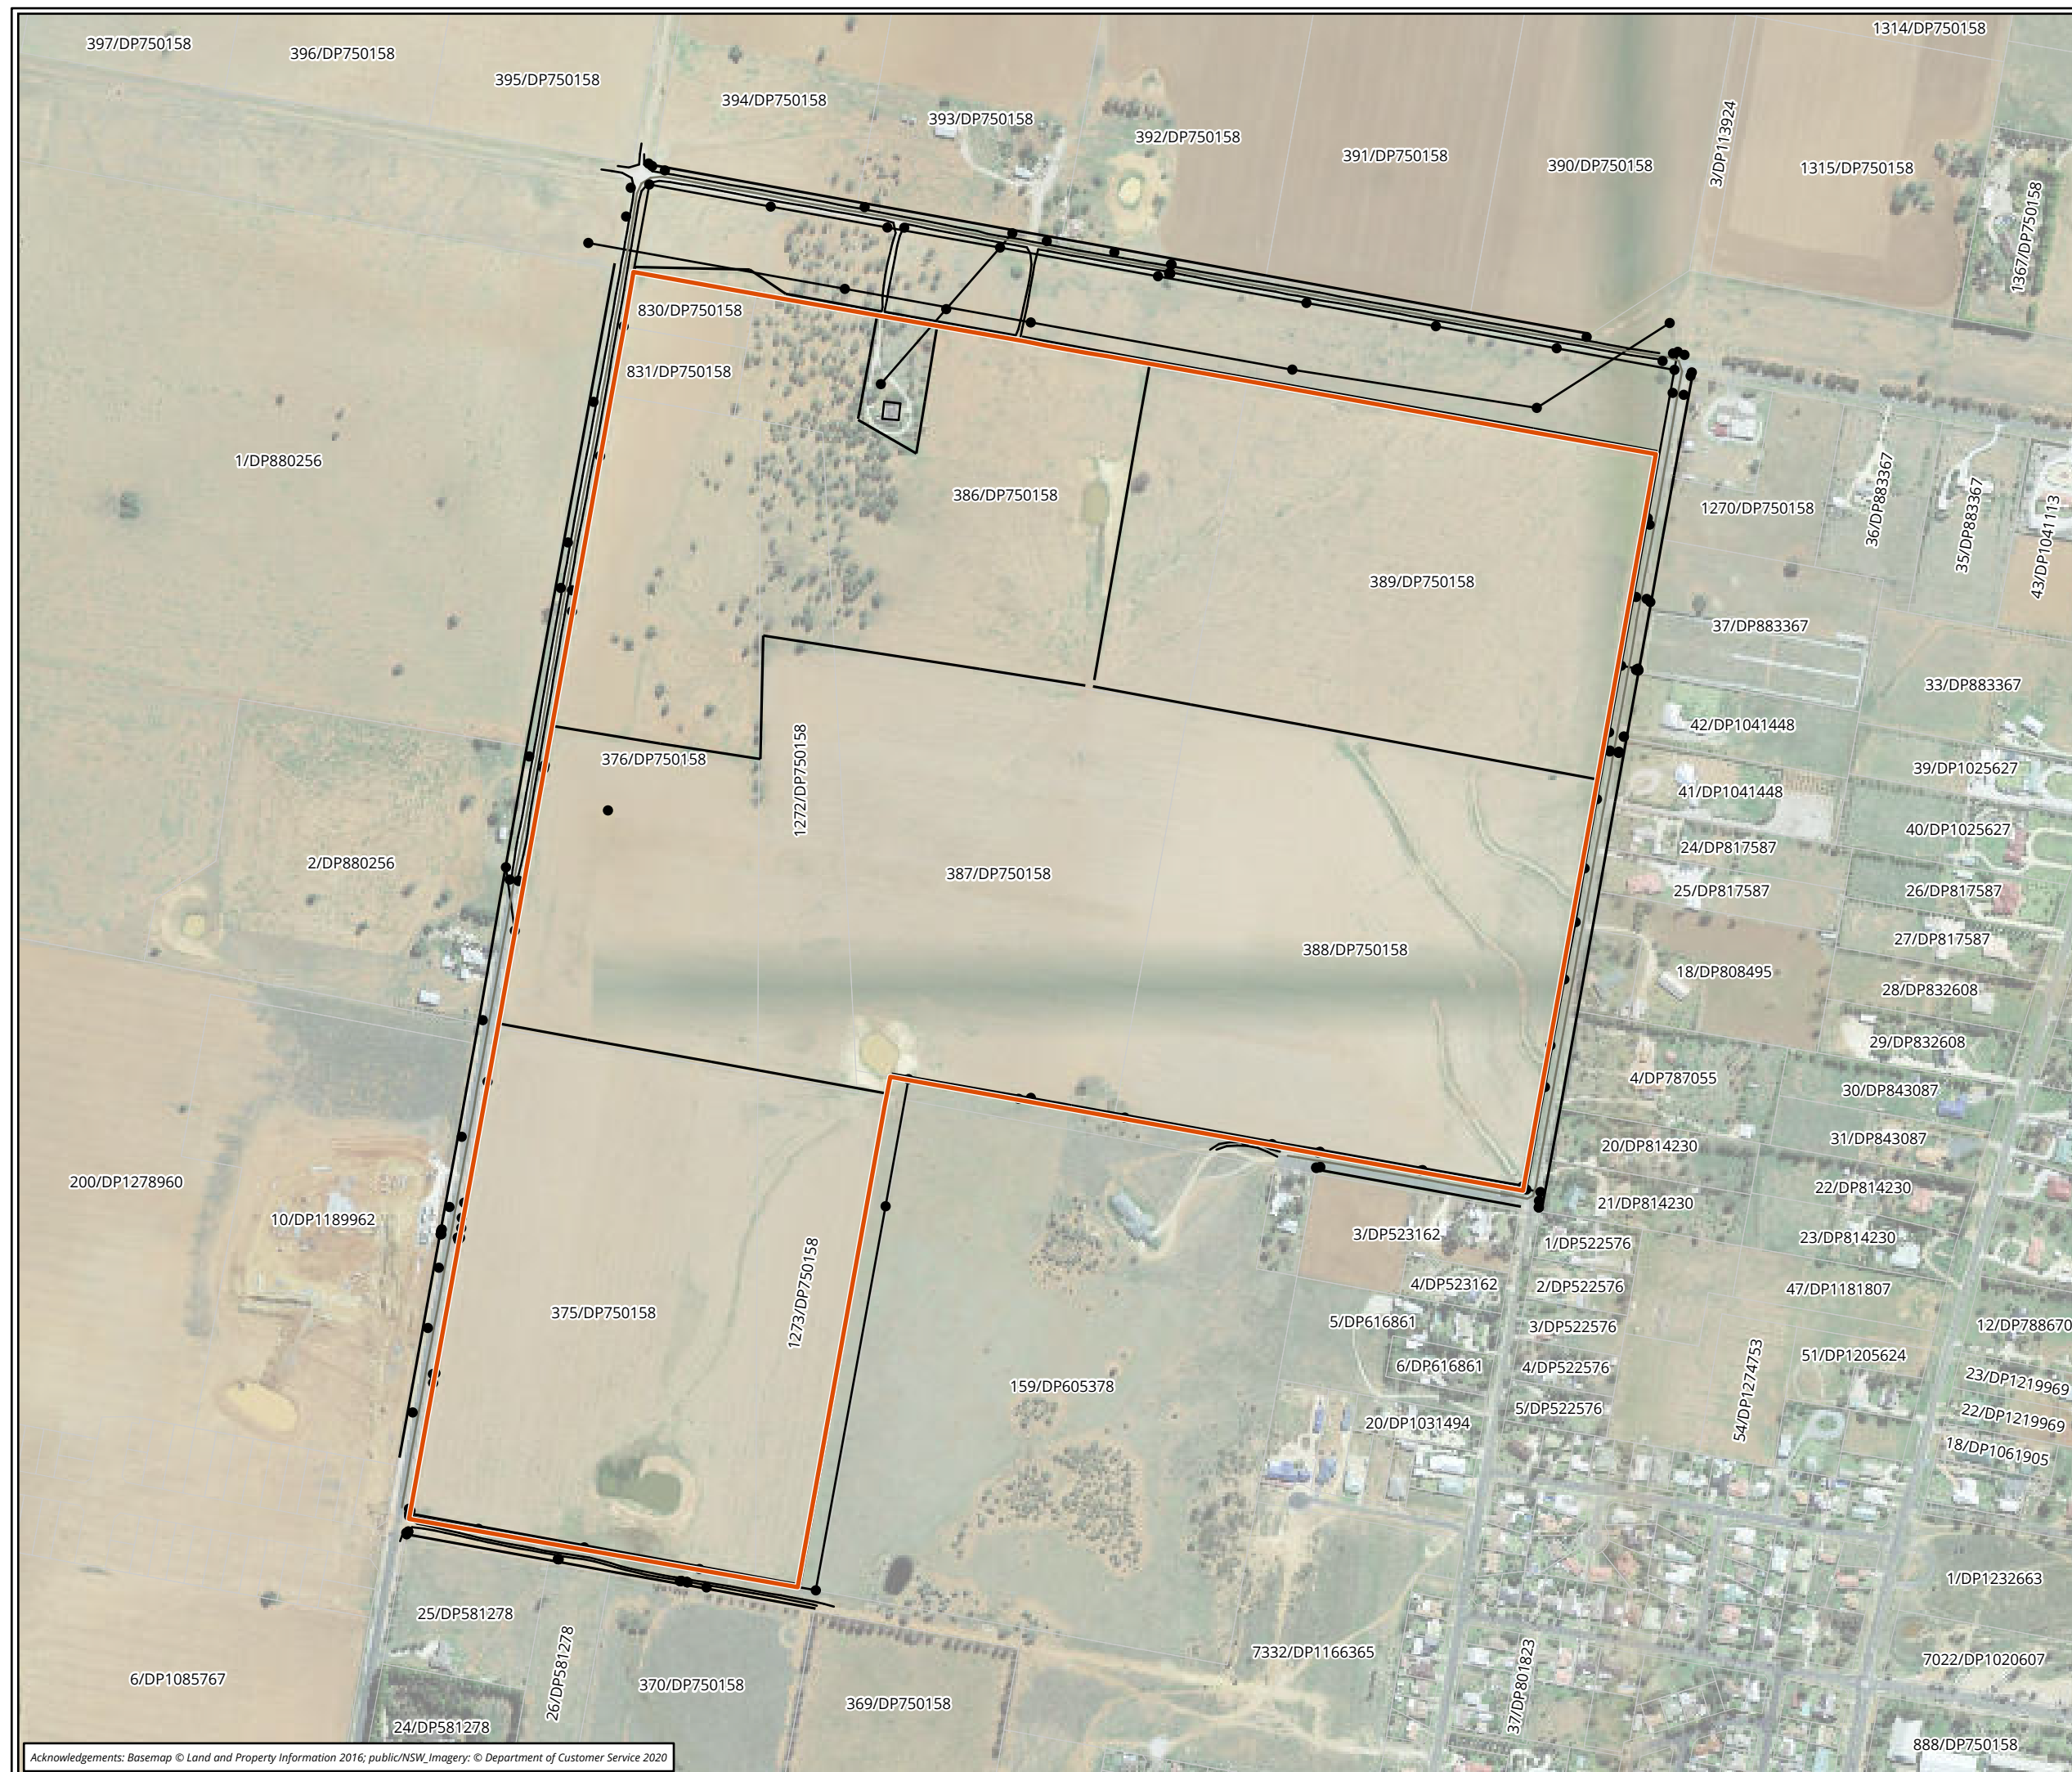 1314/DP750158
397/DP750158
396/DP750158
395/DP750158
394/DP750158
393/DP750158
392/DP750158
391/DP750158
390/DP750158
3/DP113924
1315/DP750158
1367/DP750158
830/DP750158
831/DP750158
1/DP880256
386/DP750158
1270/DP750158
36/DP883367
35/DP883367
43/DP1041113
389/DP750158
37/DP883367
33/DP883367
42/DP1041448
376/DP750158
1272/DP750158
39/DP1025627
41/DP1041448
40/DP1025627
24/DP817587
2/DP880256
387/DP750158
25/DP817587
26/DP817587
388/DP750158
27/DP817587
18/DP808495
28/DP832608
29/DP832608
4/DP787055
30/DP843087
31/DP843087
20/DP814230
200/DP1278960
22/DP814230
21/DP814230
10/DP1189962
3/DP523162
1/DP522576
23/DP814230
4/DP523162
2/DP522576
47/DP1181807
375/DP750158
1273/DP750158
5/DP616861
3/DP522576
12/DP788670
51/DP1205624
6/DP616861
4/DP522576
159/DP605378
54/DP1274753
23/DP1219969
5/DP522576
22/DP1219969
20/DP1031494
18/DP1061905
1/DP1232663
25/DP581278
7332/DP1166365
7022/DP1020607
6/DP1085767
26/DP581278
370/DP750158
37/DP801823
369/DP750158
24/DP581278
888/DP750158
Acknowledgements: Basemap © Land and Property Information 2016; public/NSW_Imagery: © Department of Customer Service 2020